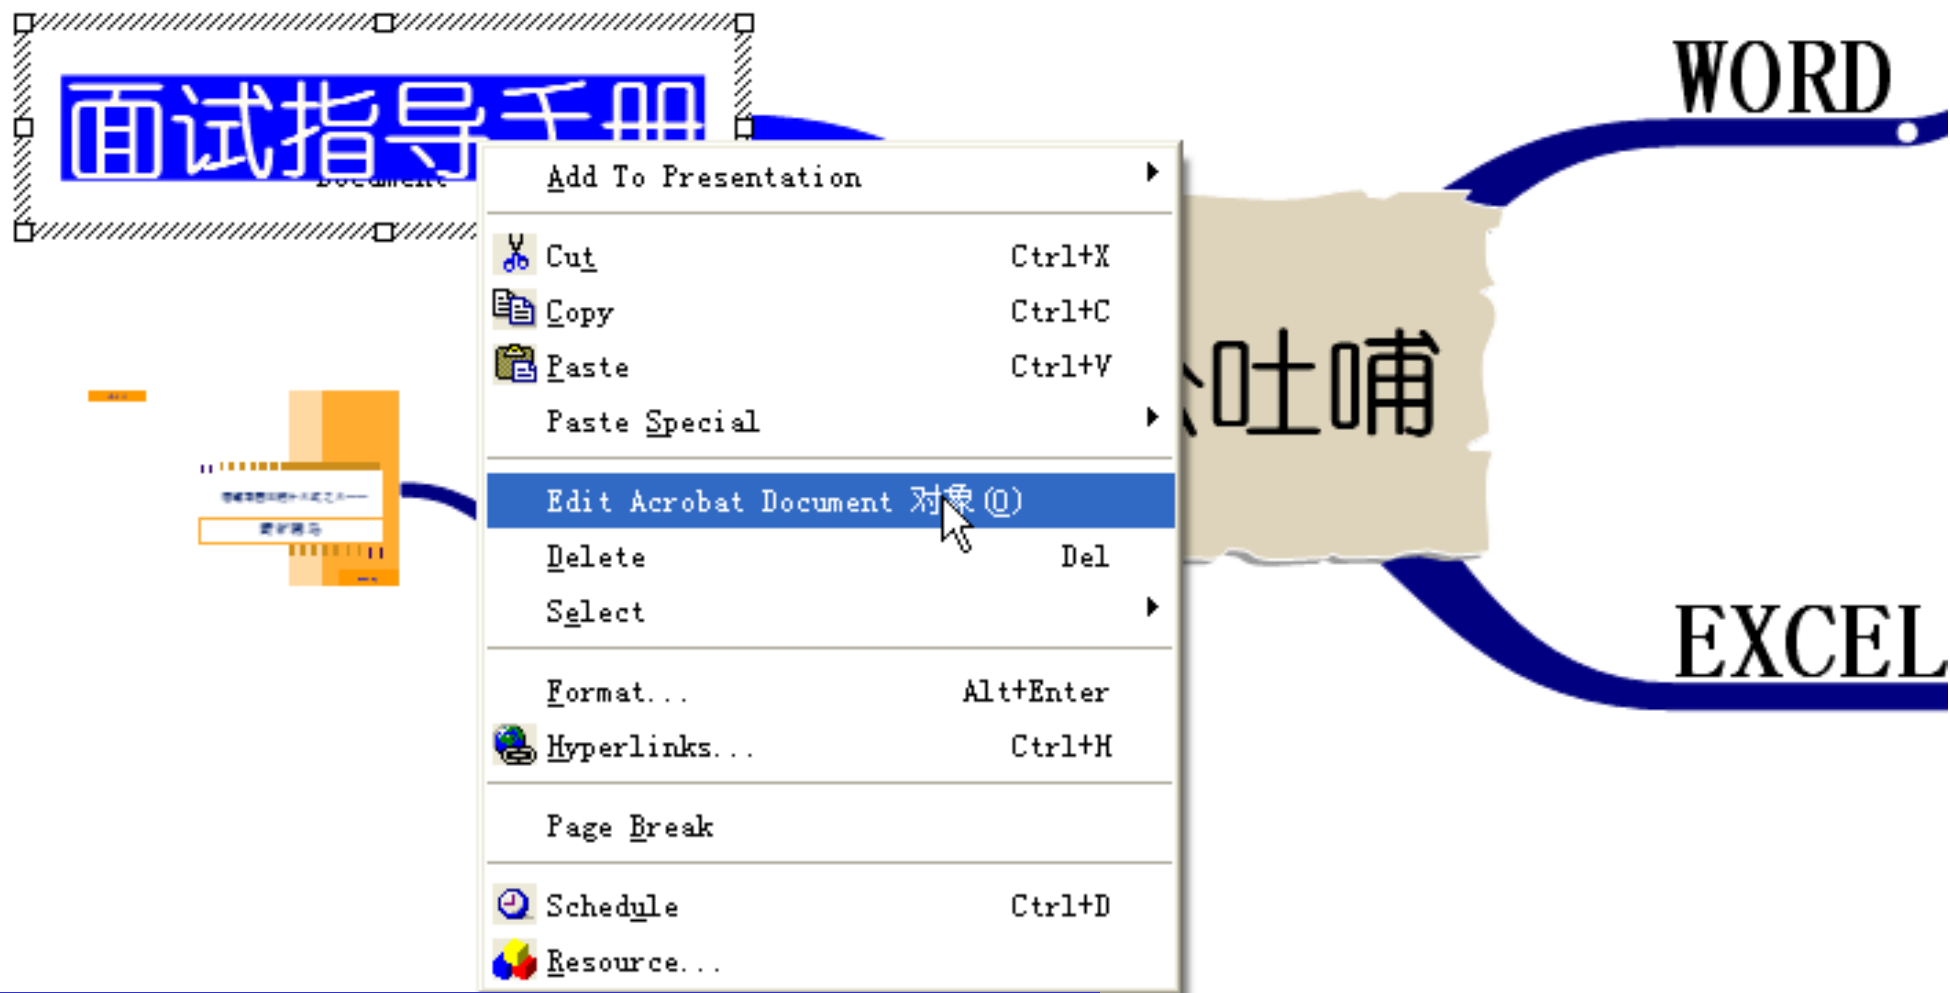 面试指导手册
Document
WORD
Add To Presentation
Cut Ctrl+X
Copy Ctrl+C
Paste Ctrl+V
Paste Special
吐哺
Edit Acrobat Document 对象(O)
Delete Del
Select
EXCEL
Format... Alt+Enter
Hyperlinks... Ctrl+H
Page Break
Schedule Ctrl+D
Resource...